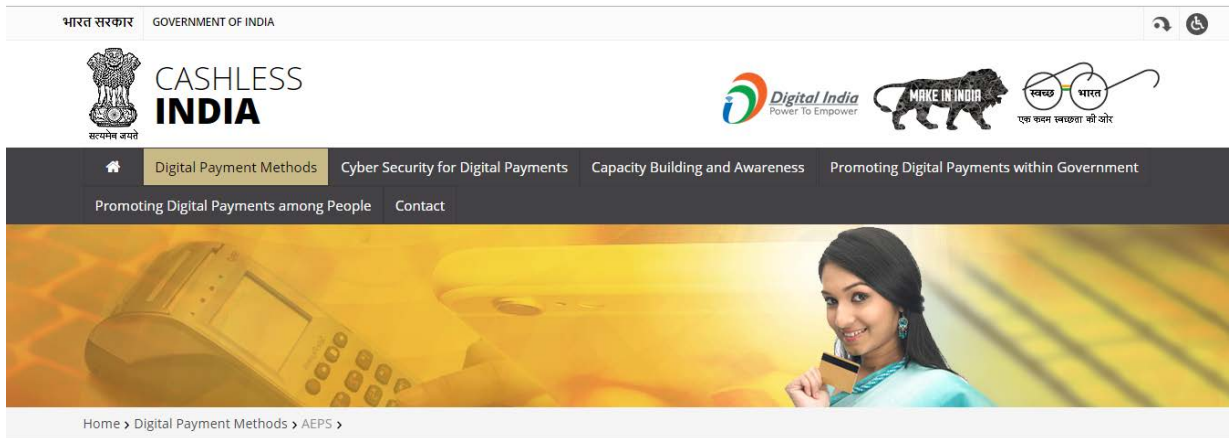 भारत सरकार GOVERNMENT OF INDIA
CASHLESS
INDIA
सत्यमेव जयते
Digital India
Power To Empower
MAKE IN INDIA
स्वच्छ भारत
एक कदम स्वच्छता की ओर
Digital Payment Methods Cyber Security for Digital Payments Capacity Building and Awareness Promoting Digital Payments within Government
Promoting Digital Payments among People Contact
Home > Digital Payment Methods > AEPS >